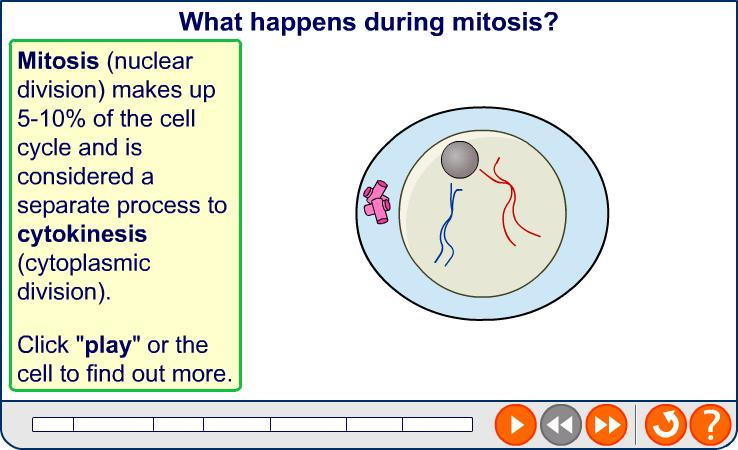 What happens during mitosis?
Mitosis (nuclear
division) makes up
5-10% of the cell
cycle and is
considered a
separate process to
cytokinesis
(cytoplasmic
division).
Click "play" or the
cell to find out more.
?